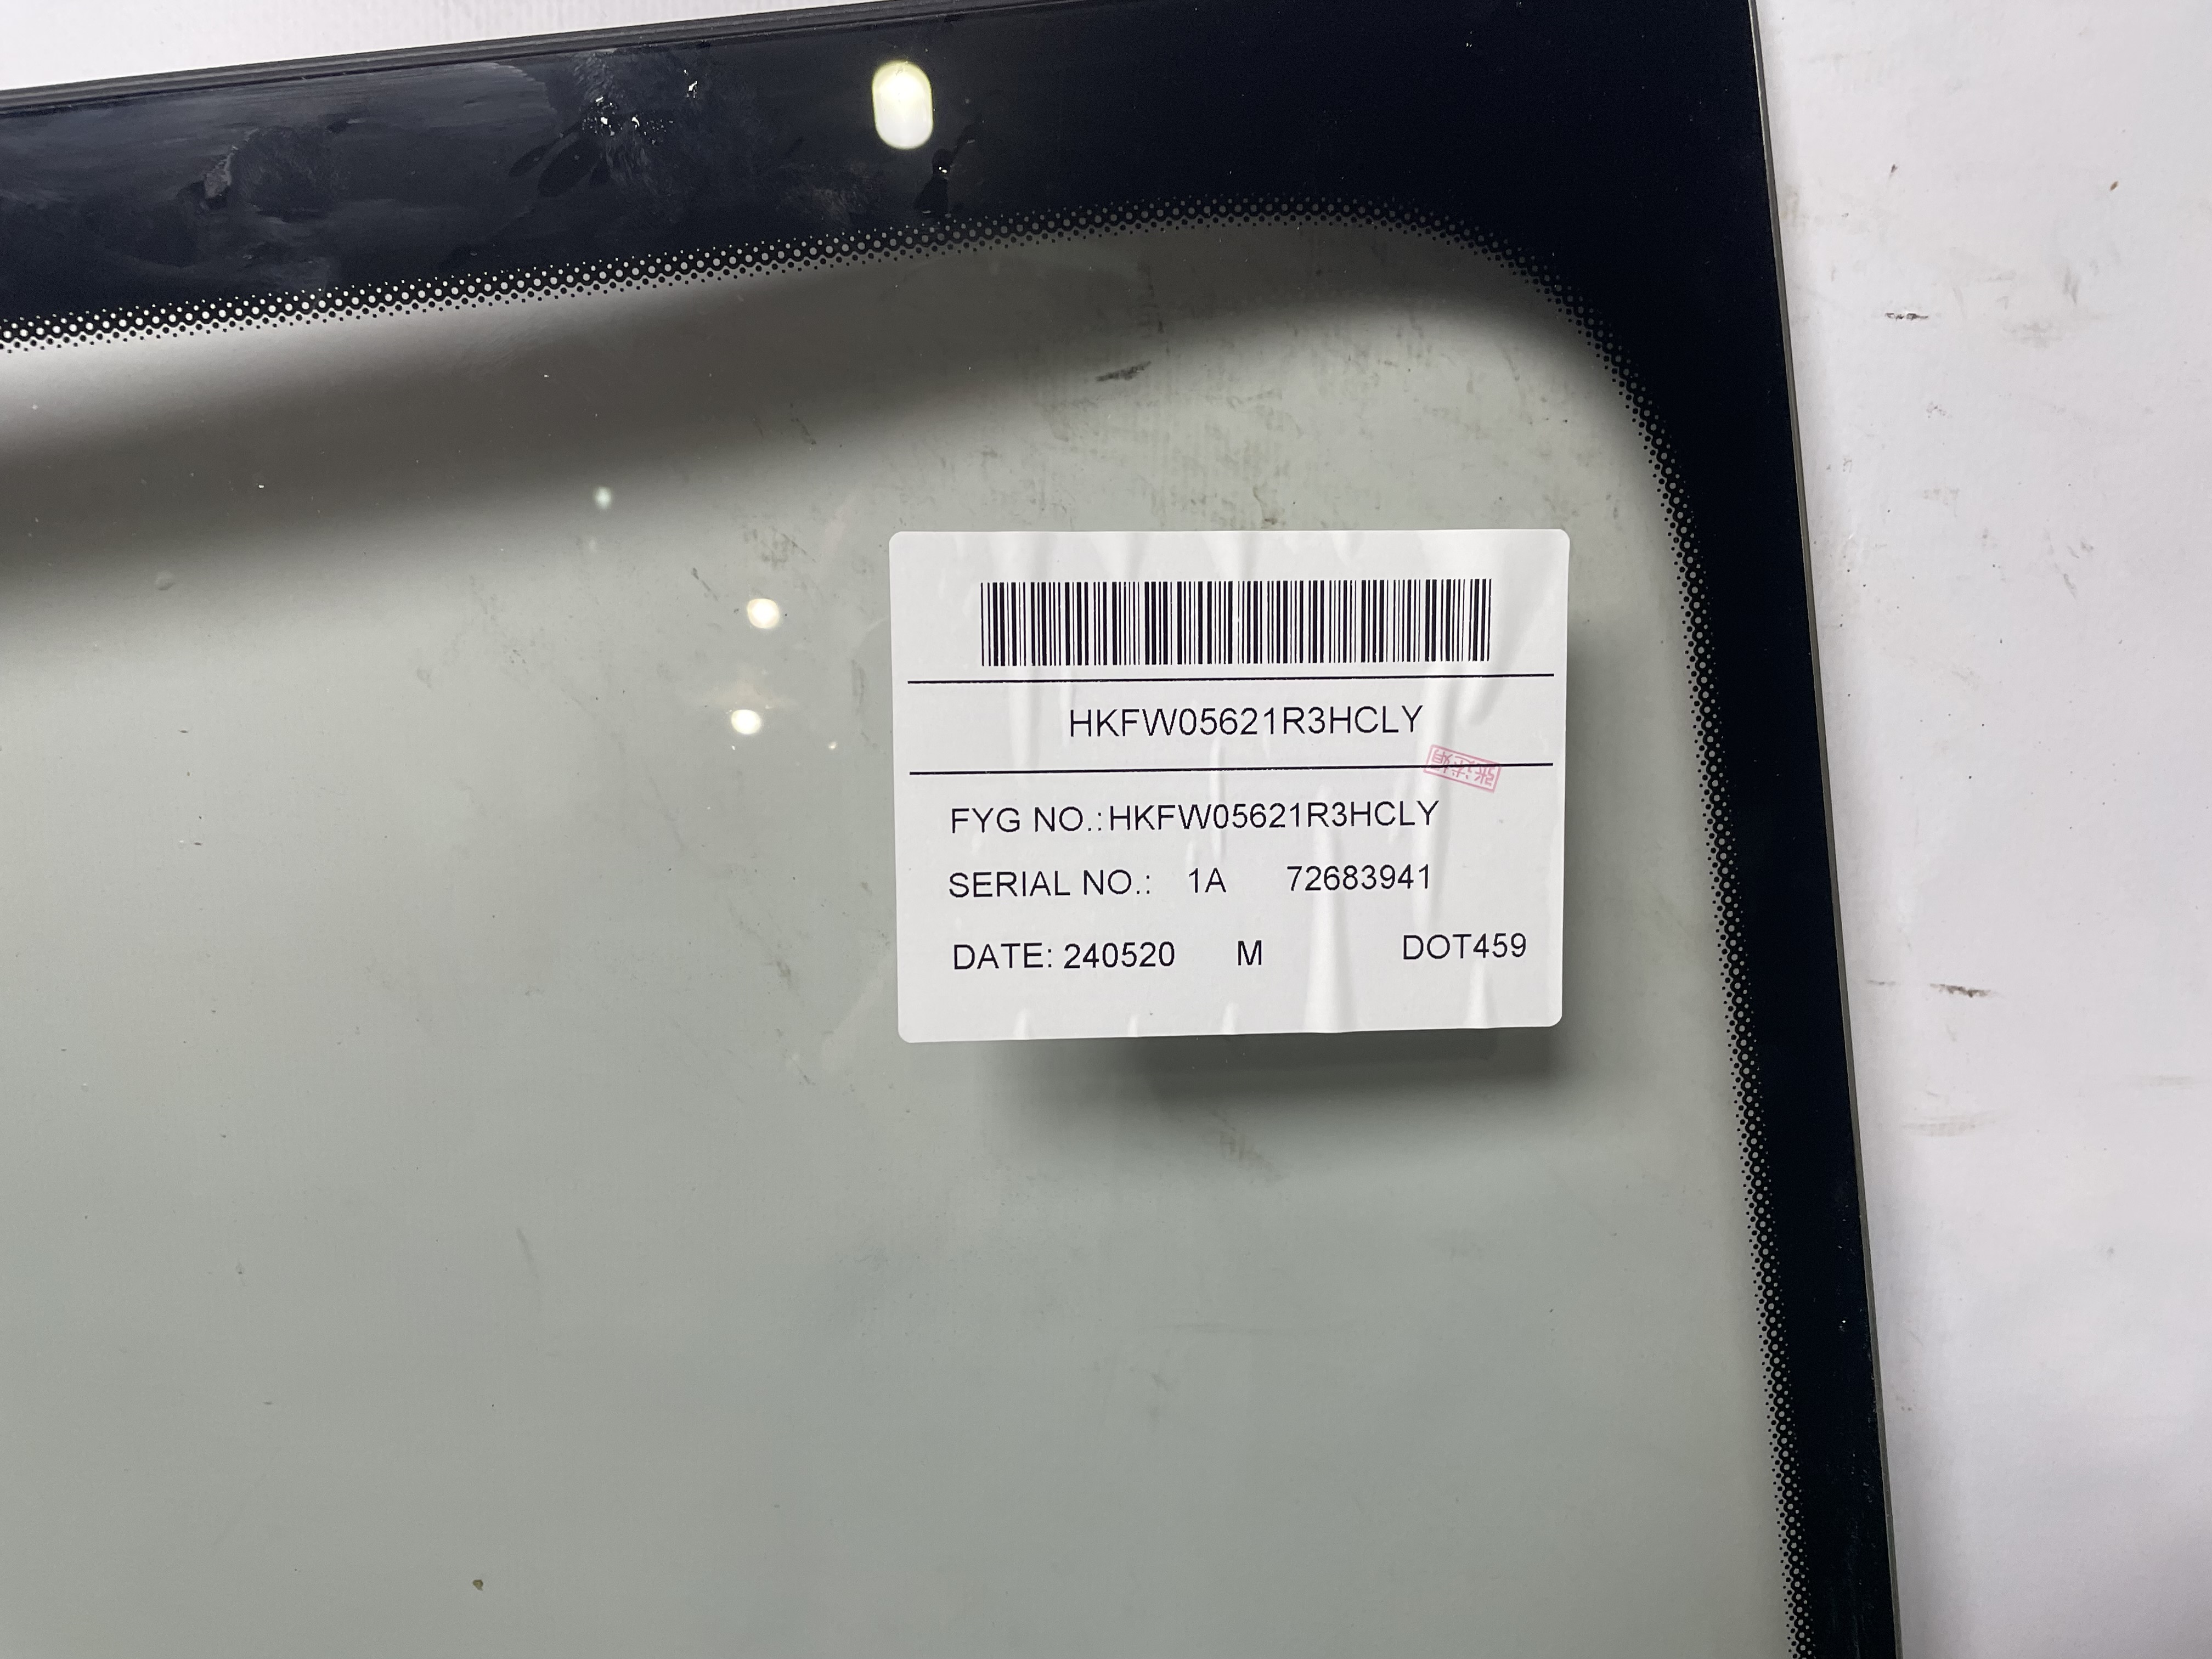 HKFW05621R3HCLY
FYG NO.:HKFW05621R3HCLY
SERIAL NO.: 1A 72683941
DATE: 240520 M DOT459